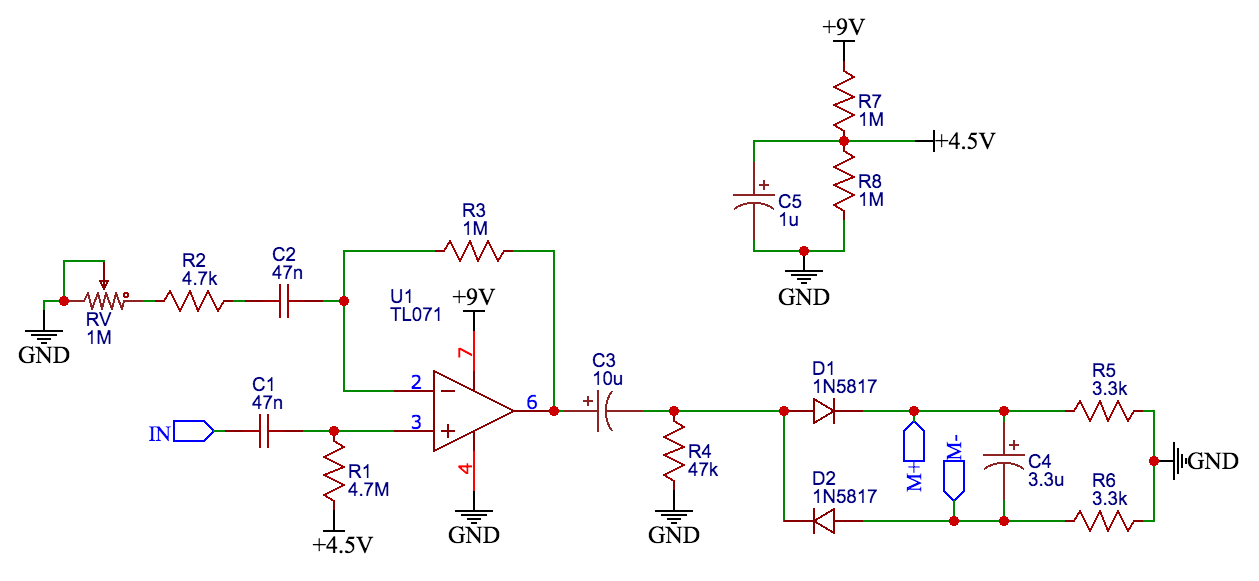 +9V
R7
1M
+4.5V
R8
1M
C5
1u
GND
R3
1M
R2
4.7k
C2
47n
U1
TL071
+9V
RV
1M
GND
7
C1
47n
2
3
6
4
IN
R1
4.7M
+4.5V
GND
C3
10u
R4
47k
GND
D1
1N5817
D2
1N5817
M+
M-
C4
3.3u
R5
3.3k
R6
3.3k
GND